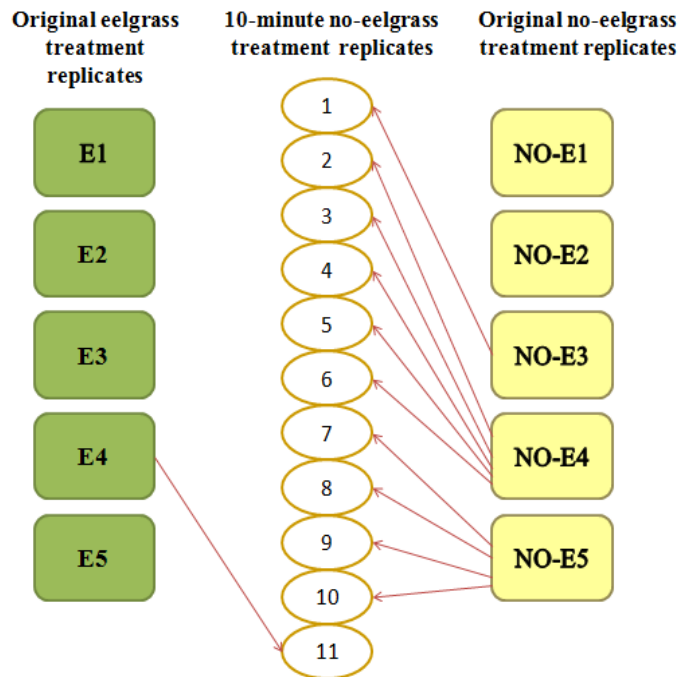 Original eelgrass
treatment
replicates
10-minute no-eelgrass
treatment replicates
Original no-eelgrass
treatment replicates
E1
E2
E3
E4
E5
1
2
3
4
5
6
7
8
9
10
11
NO-E1
NO-E2
NO-E3
NO-E4
NO-E5